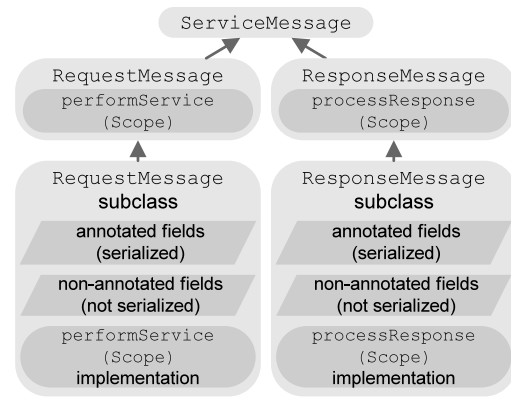 ServiceMessage
RequestMessage
performService
(Scope)
ResponseMessage
processResponse
(Scope)
RequestMessage
subclass
annotated fields
(serialized)
non-annotated fields
(not serialized)
performService
(Scope)
implementation
ResponseMessage
subclass
annotated fields
(serialized)
non-annotated fields
(not serialized)
processResponse
(Scope)
implementation